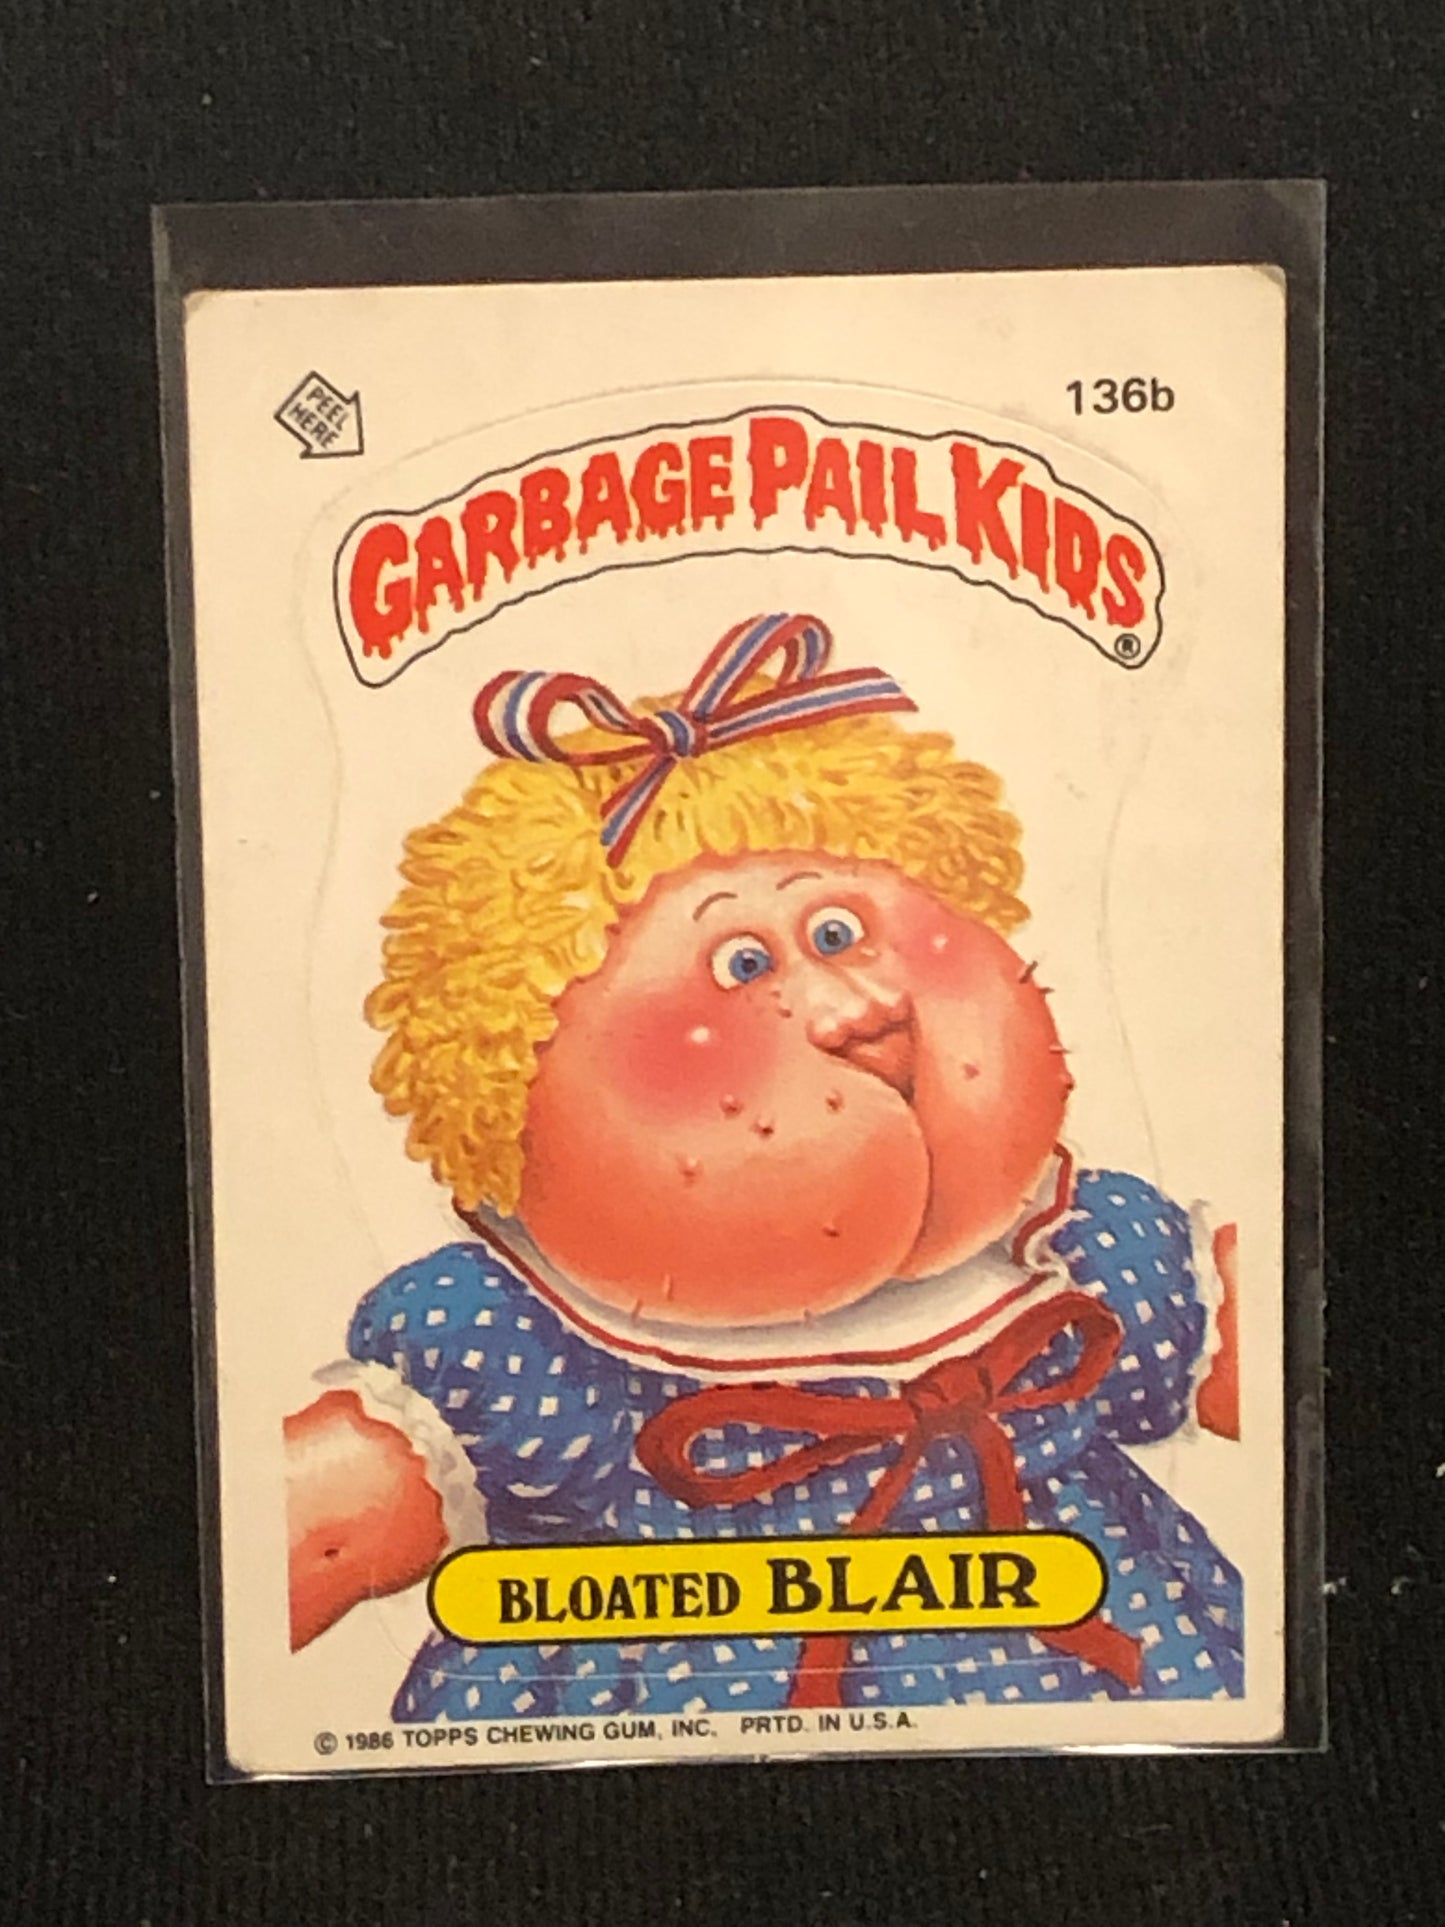 PEEL
HERE
136b
GARBAGE PAIL KIDS
®
BLOATED BLAIR
© 1986 TOPPS CHEWING GUM, INC. PRTD. IN U.S.A.